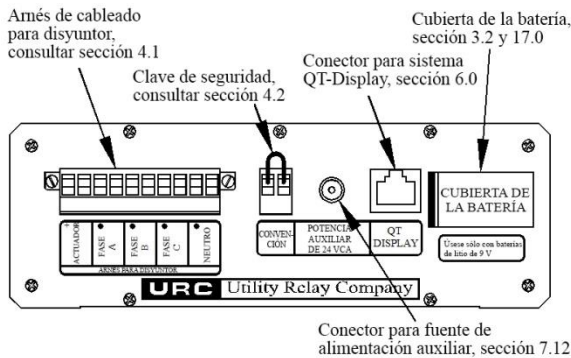 Arnés de cableado
para disyuntor,
consultar sección 4.1
Clave de seguridad,
consultar sección 4.2
Conector para sistema
QT-Display, sección 6.0
Cubierta de la batería,
sección 3.2 y 17.0
CUBIERTA DE
LA BATERÍA
Úsese sólo con baterías
de litio de 9 V
+
ACTUADOR
FASE
A
FASE
B
FASE
C
NEUTRO
ARNÉS PARA DISYUNTOR
CONVEN-
CIÓN
POTENCIA
AUXILIAR
DE 24 VCA
QT
DISPLAY
URC Utility Relay Company
Conector para fuente de
alimentación auxiliar, sección 7.12